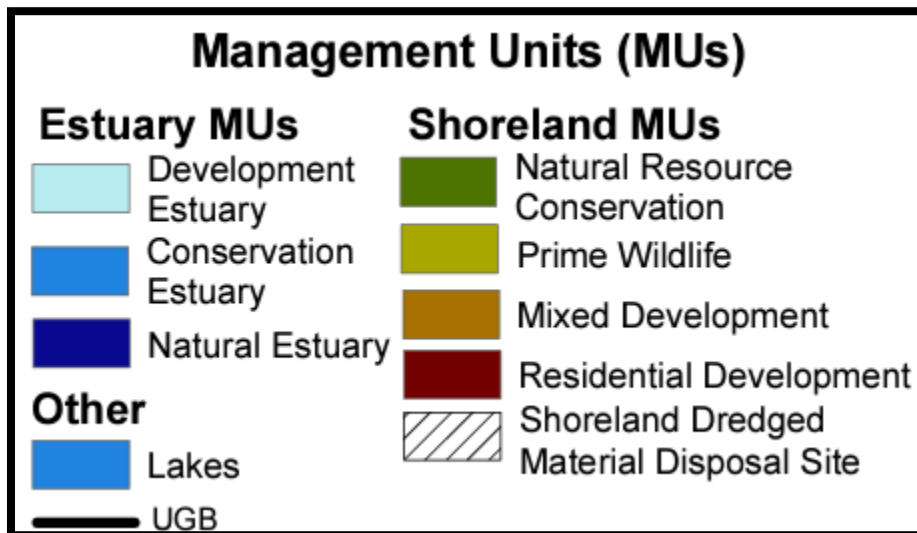 Management Units (MUs)
Estuary MUs
Development
Estuary
Conservation
Estuary
Natural Estuary
Other
Lakes
UGB
Shoreland MUs
Natural Resource
Conservation
Prime Wildlife
Mixed Development
Residential Development
Shoreland Dredged
Material Disposal Site